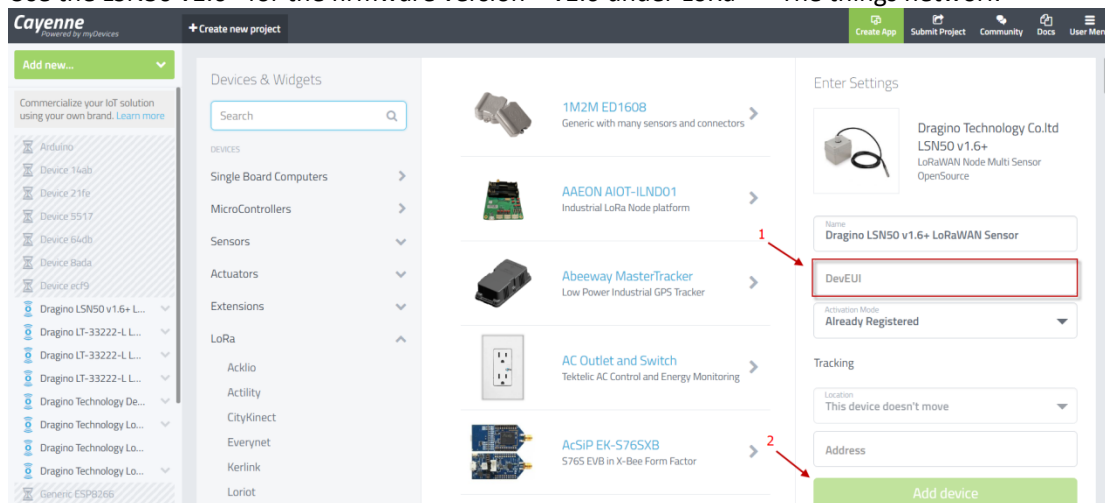 Cayenne
Powered by myDevices
+ Create new project
Create App
Submit Project
Community
Docs
User Men
Add new...
Commercialize your IoT solution
using your own brand. Learn more
Arduino
Device 14ab
Device 21fe
Device 5517
Device 64db
Device 8ada
Device ecf9
Dragino LSN50 v1.6+ L...
Dragino LT-33222-L L...
Dragino LT-33222-L L...
Dragino LT-33222-L L...
Dragino Technology De...
Dragino Technology Lo...
Dragino Technology Lo...
Dragino Technology Lo...
Generic ESP8266
Devices & Widgets
Search
DEVICES
Single Board Computers
MicroControllers
Sensors
Actuators
Extensions
LoRa
Acklio
Actility
CityKinect
Everynet
Kerlink
Loriot
1M2M ED1608
Generic with many sensors and connectors
AAEON AIOT-ILND01
Industrial LoRa Node platform
Abeeway MasterTracker
Low Power Industrial GPS Tracker
AC Outlet and Switch
Tektelic AC Control and Energy Monitoring
AcSiP EK-S76SXB
S76S EVB in X-Bee Form Factor
Enter Settings
Dragino Technology Co.ltd
LSN50 v1.6+
LoRaWAN Node Multi Sensor
OpenSource
Name
Dragino LSN50 v1.6+ LoRaWAN Sensor
1
DevEUI
Activation Mode
Already Registered
Tracking
Location
This device doesn't move
Address
2
Add device